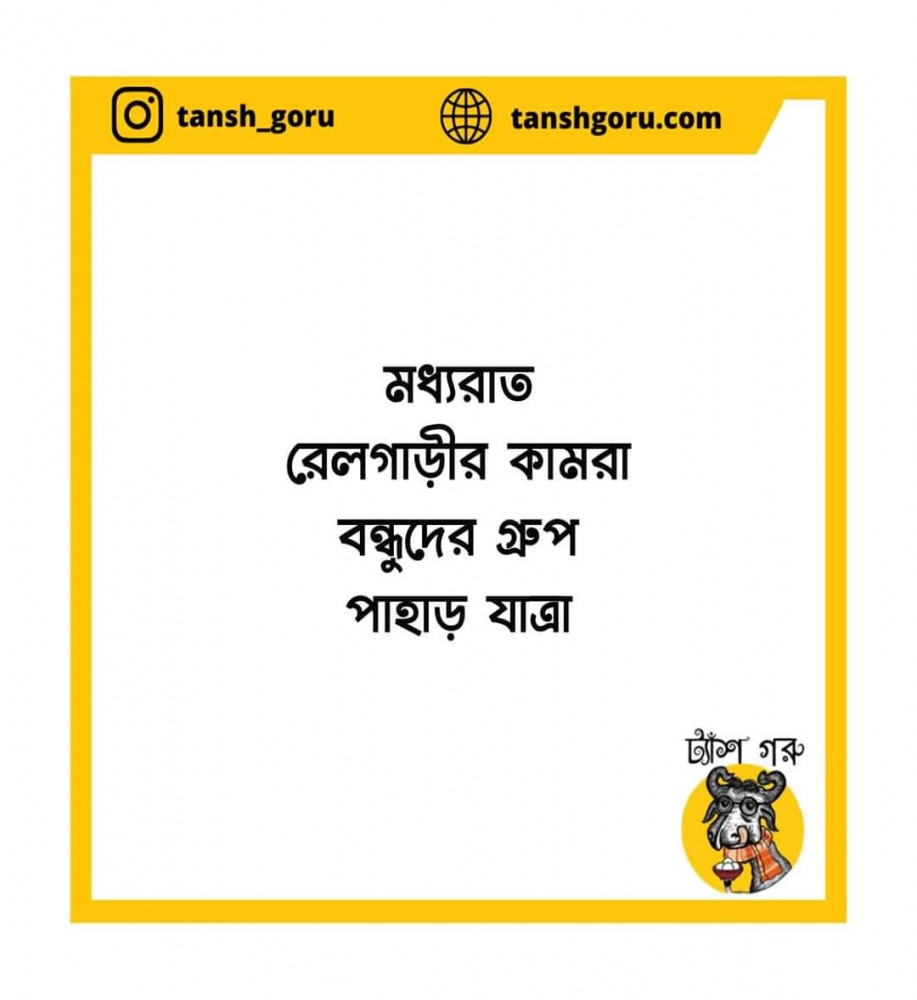 tansh_goru tanshgoru.com
মধ্যরাত
রেলগাড়ীর কামরা
বন্ধুদের গ্রুপ
পাহাড় যাত্রা
ট্যাঁশ গরু